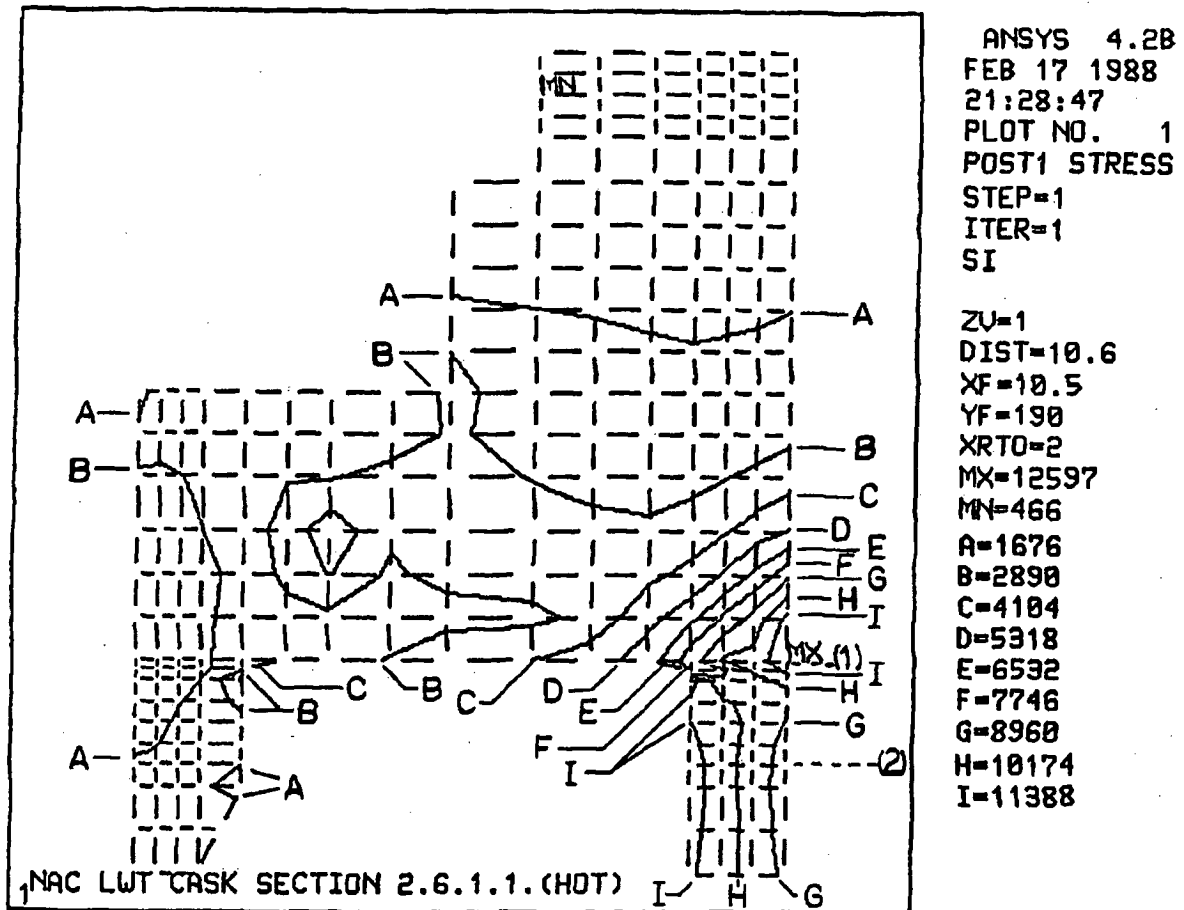 ANSYS 4.2B
FEB 17 1988
21:28:47
PLOT NO. 1
POST1 STRESS
STEP=1
ITER=1
SI
ZV=1
DIST=10.6
XF=10.5
YF=190
XRTO=2
MX=12597
MN=466
A=1676
B=2890
C=4104
D=5318
E=6532
F=7746
G=8960
H=10174
I=11388
MN
A
A
B
A
B
B
C
D
E
F
G
H
I
MX (1)
I
H
G
C
B
C
D
E
B
F
I
A
A
(2)
1 NAC LWT CASK SECTION 2.6.1.1.(HOT)
I H G